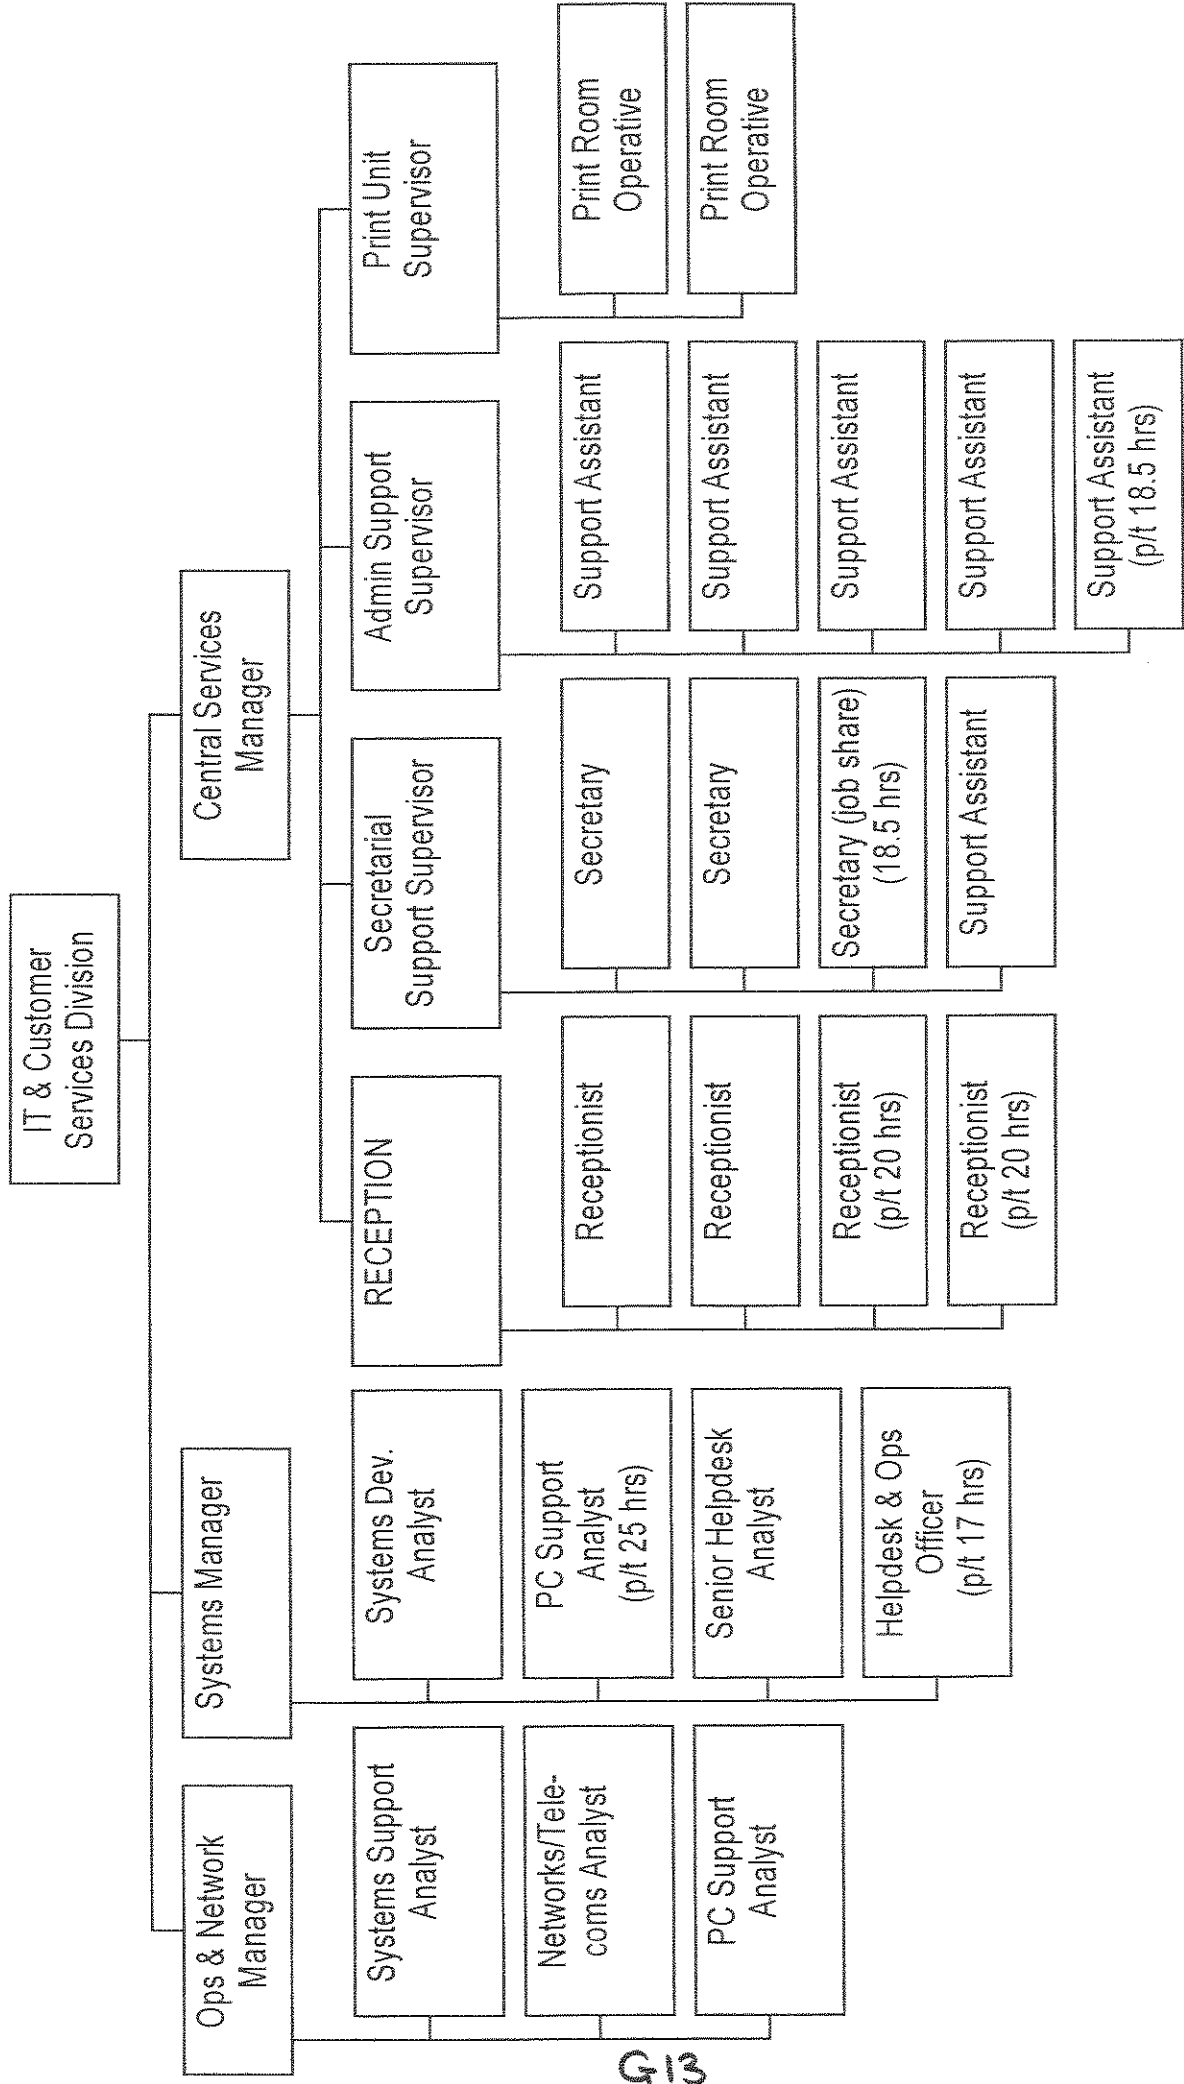 IT & Customer
Services Division
Ops & Network
Manager
Systems Manager
Central Services
Manager
Systems Support
Analyst
Networks/Tele-
coms Analyst
PC Support
Analyst
Systems Dev.
Analyst
PC Support
Analyst
(p/t 25 hrs)
Senior Helpdesk
Analyst
Helpdesk & Ops
Officer
(p/t 17 hrs)
RECEPTION
Receptionist
Receptionist
Receptionist
(p/t 20 hrs)
Receptionist
(p/t 20 hrs)
Secretarial
Support Supervisor
Secretary
Secretary
Secretary (job share)
(18.5 hrs)
Support Assistant
Admin Support
Supervisor
Support Assistant
Support Assistant
Support Assistant
Support Assistant
Support Assistant
(p/t 18.5 hrs)
Print Unit
Supervisor
Print Room
Operative
Print Room
Operative
G13